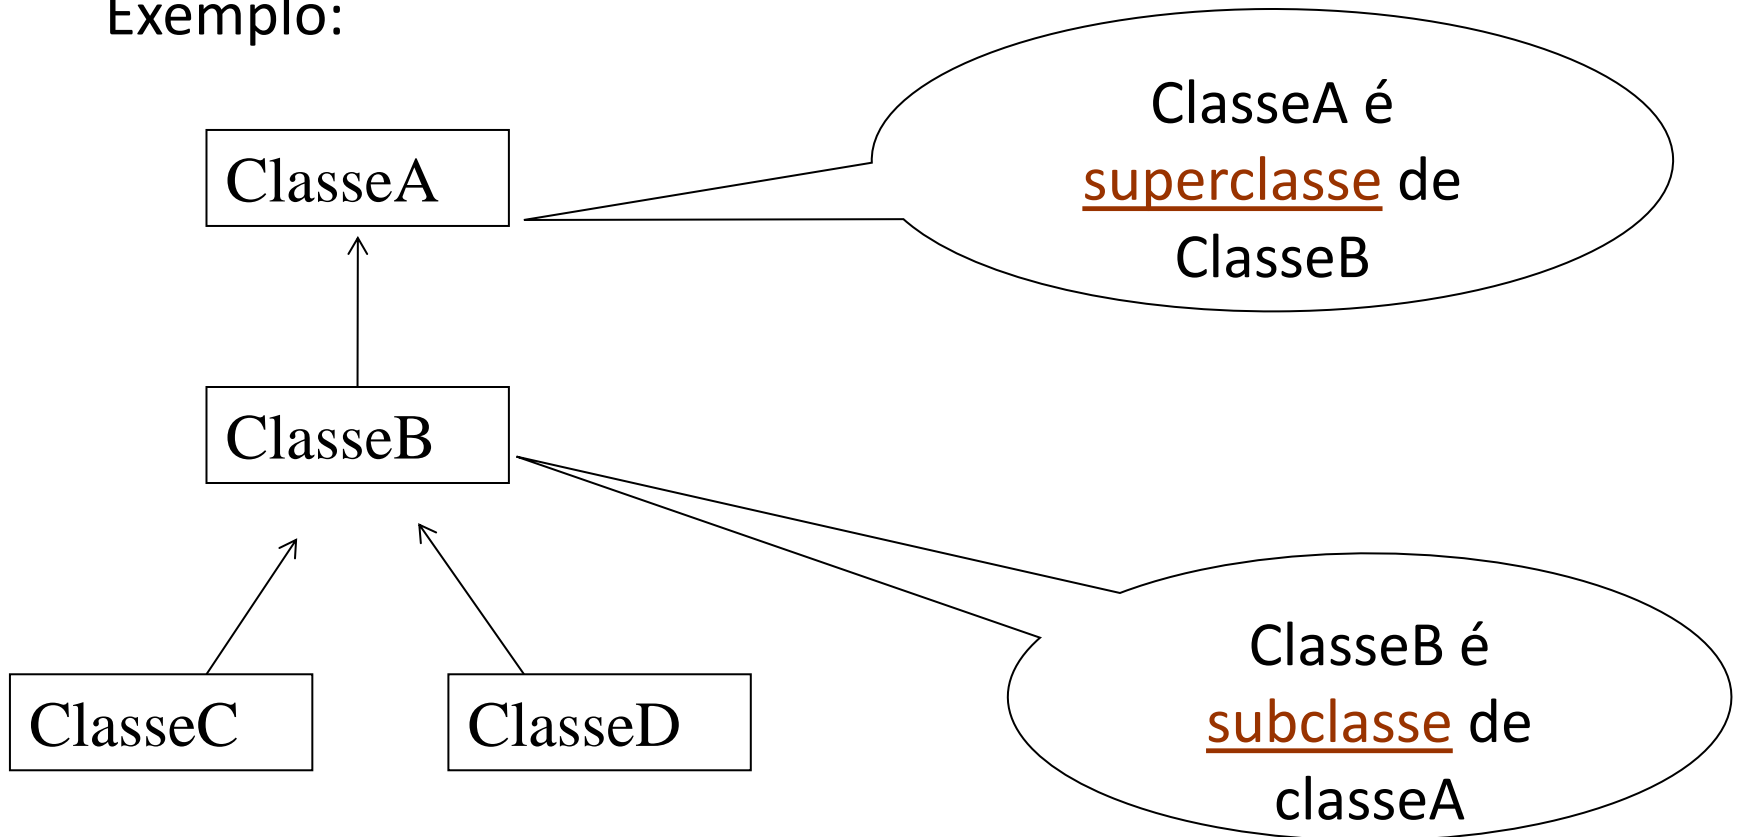 Exemplo:
ClasseA é
superclasse de
ClasseB
ClasseA
ClasseB
ClasseB é
subclasse de
classeA
ClasseC
ClasseD